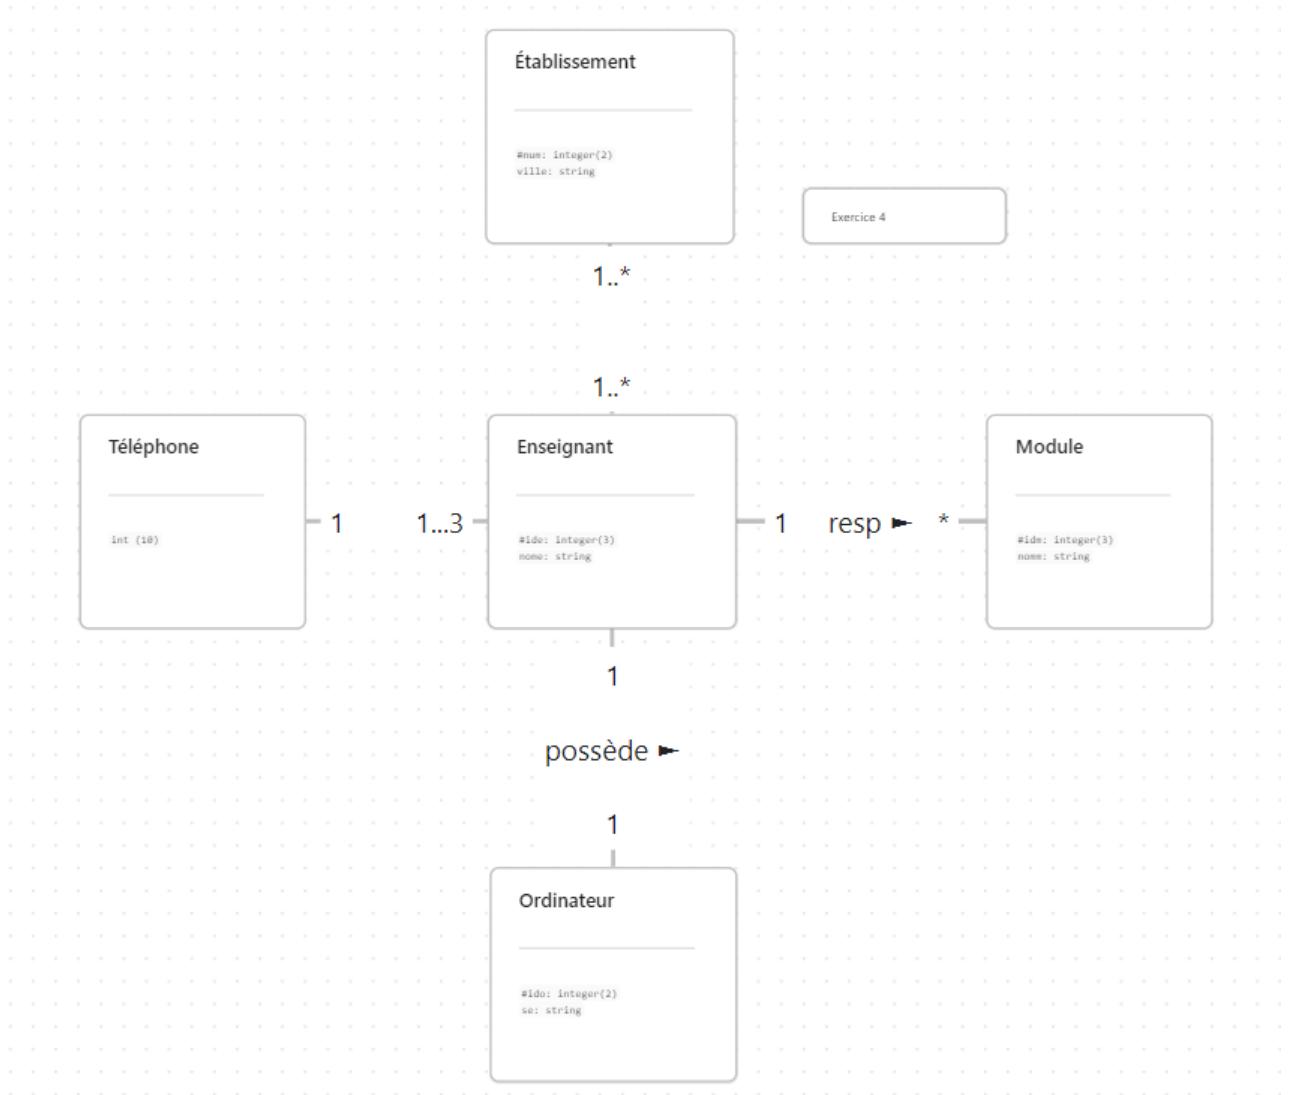 Établissement
#num: integer(2)
ville: string
Exercice 4
1..*
1..*
Téléphone
int (10)
1
1...3
Enseignant
#ide: integer(3)
nome: string
1
resp ►
*
Module
#idm: integer(3)
nomm: string
1
possède ►
1
Ordinateur
#ido: integer(2)
se: string